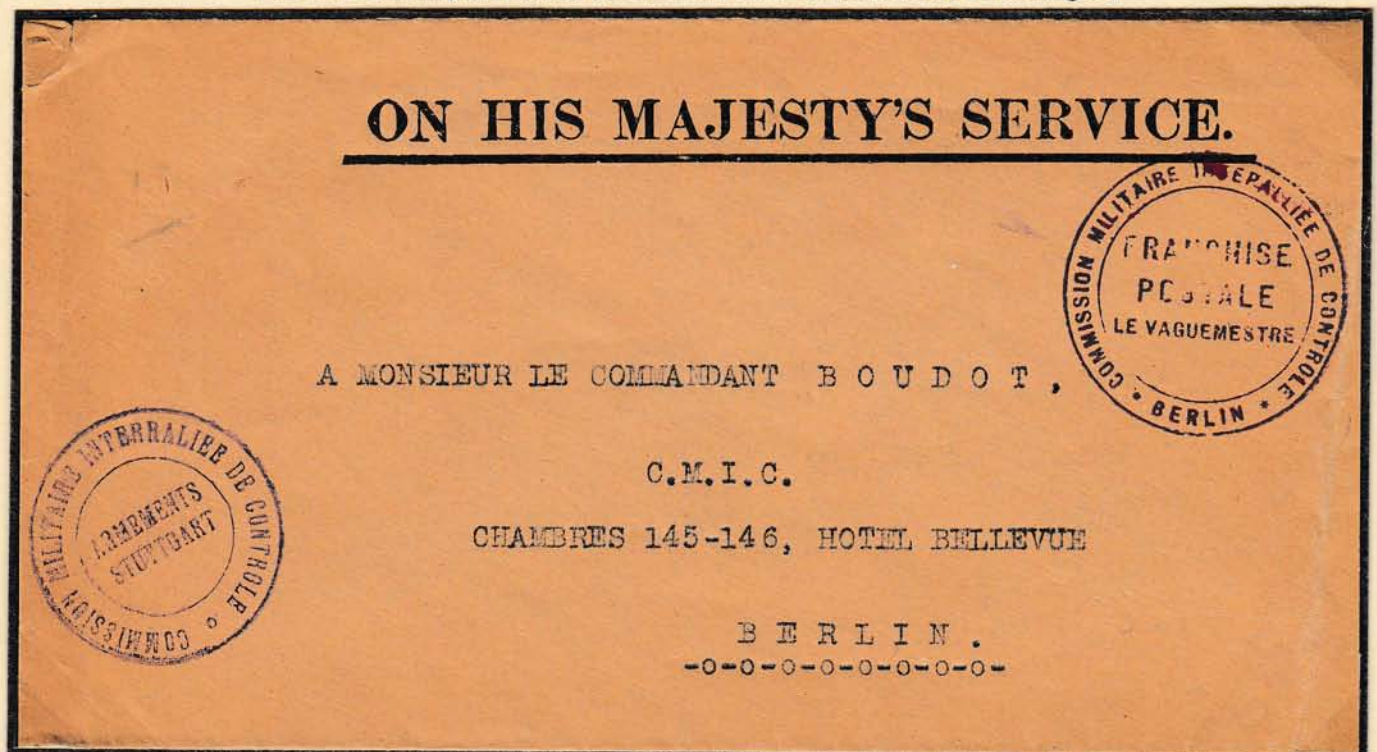 ON HIS MAJESTY'S SERVICE.
COMMISSION MILITAIRE INTERALLIÉE DE CONTROLE
FRANCHISE
POSTALE
LE VAGUEMESTRE
* BERLIN *
A MONSIEUR LE COMMANDANT B O U D O T ,
C.M.I.C.
CHAMBRES 145-146, HOTEL BELLEVUE
B E R L I N .
-o-o-o-o-o-o-o-o-
COMMISSION MILITAIRE INTERRALIEE DE CONTROLE
ARMEMENTS
STUTTGART